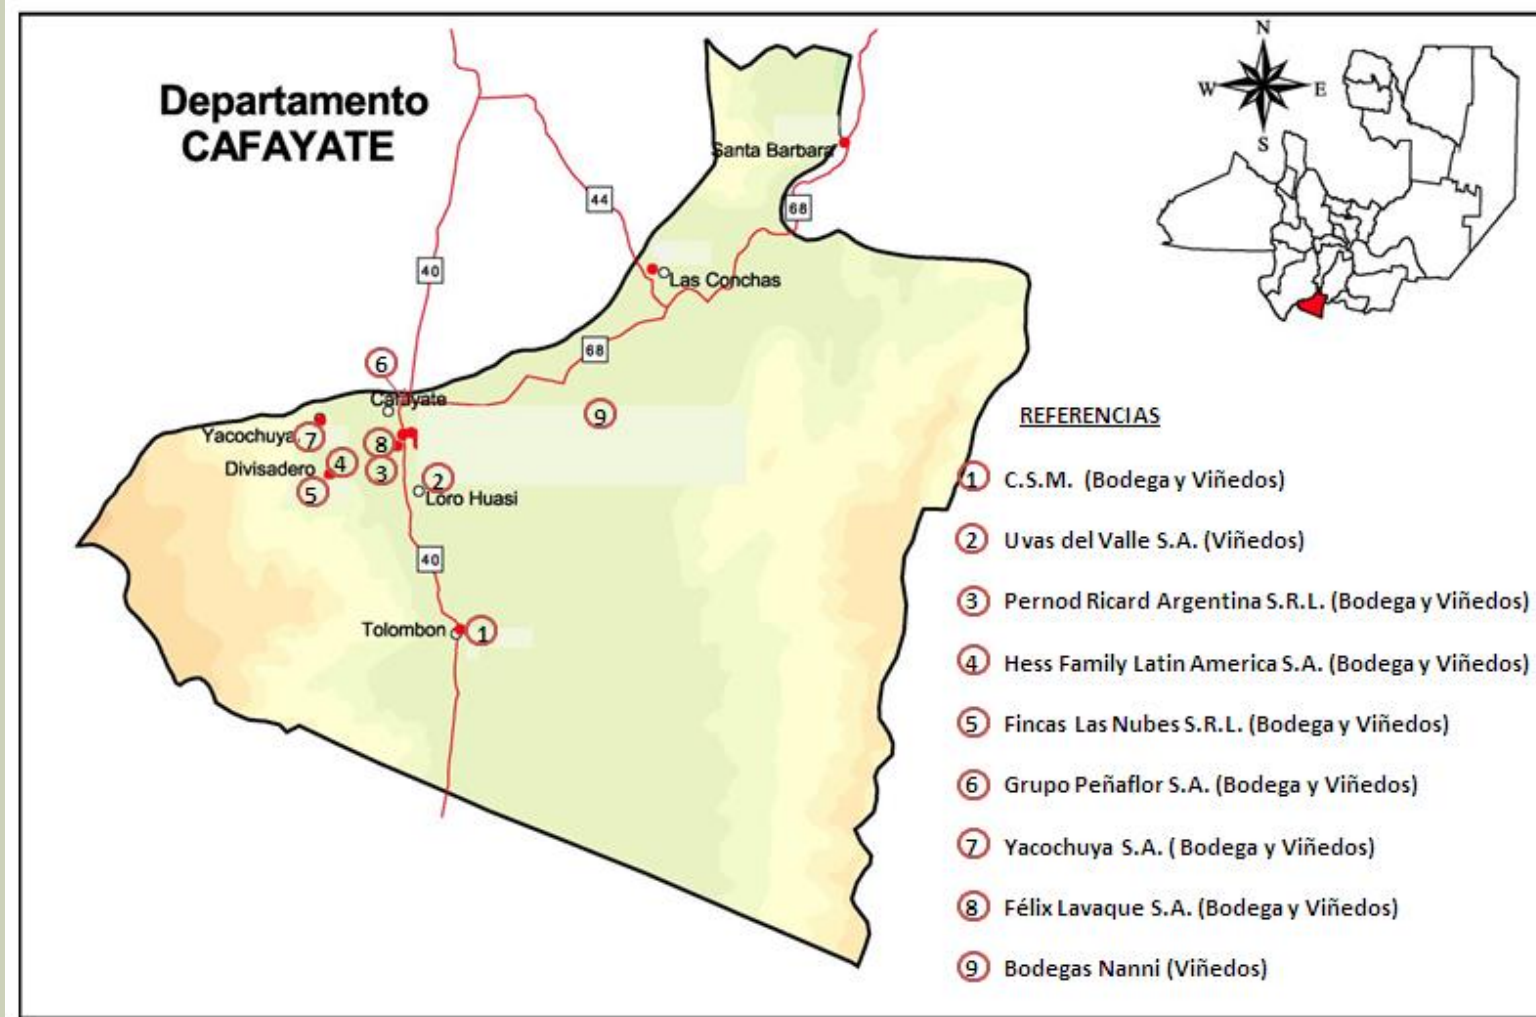 Departamento
CAFAYATE
N
W E
S
Santa Barbara
44
68
40
Las Conchas
68
6
Cafayate
9
Yacochuya
7
8
4
Divisadero
3
2
5
Loro Huasi
40
Tolombon
1
REFERENCIAS
1 C.S.M. (Bodega y Viñedos)
2 Uvas del Valle S.A. (Viñedos)
3 Pernod Ricard Argentina S.R.L. (Bodega y Viñedos)
4 Hess Family Latin America S.A. (Bodega y Viñedos)
5 Fincas Las Nubes S.R.L. (Bodega y Viñedos)
6 Grupo Peñaflor S.A. (Bodega y Viñedos)
7 Yacochuya S.A. ( Bodega y Viñedos)
8 Félix Lavaque S.A. (Bodega y Viñedos)
9 Bodegas Nanni (Viñedos)